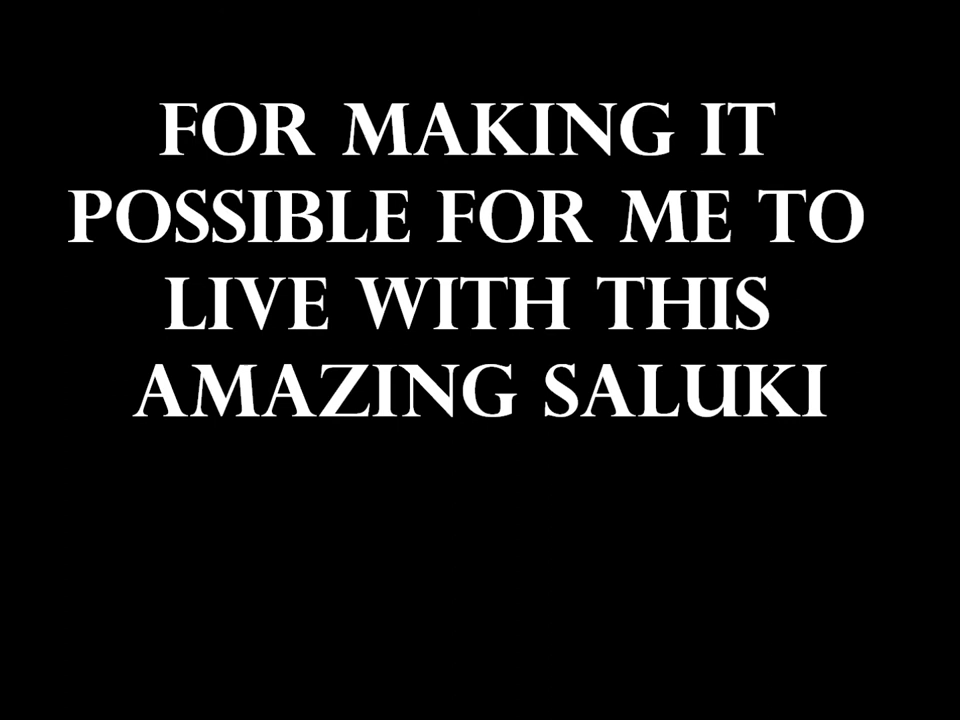 FOR MAKING IT
POSSIBLE FOR ME TO
LIVE WITH THIS
AMAZING SALUKI